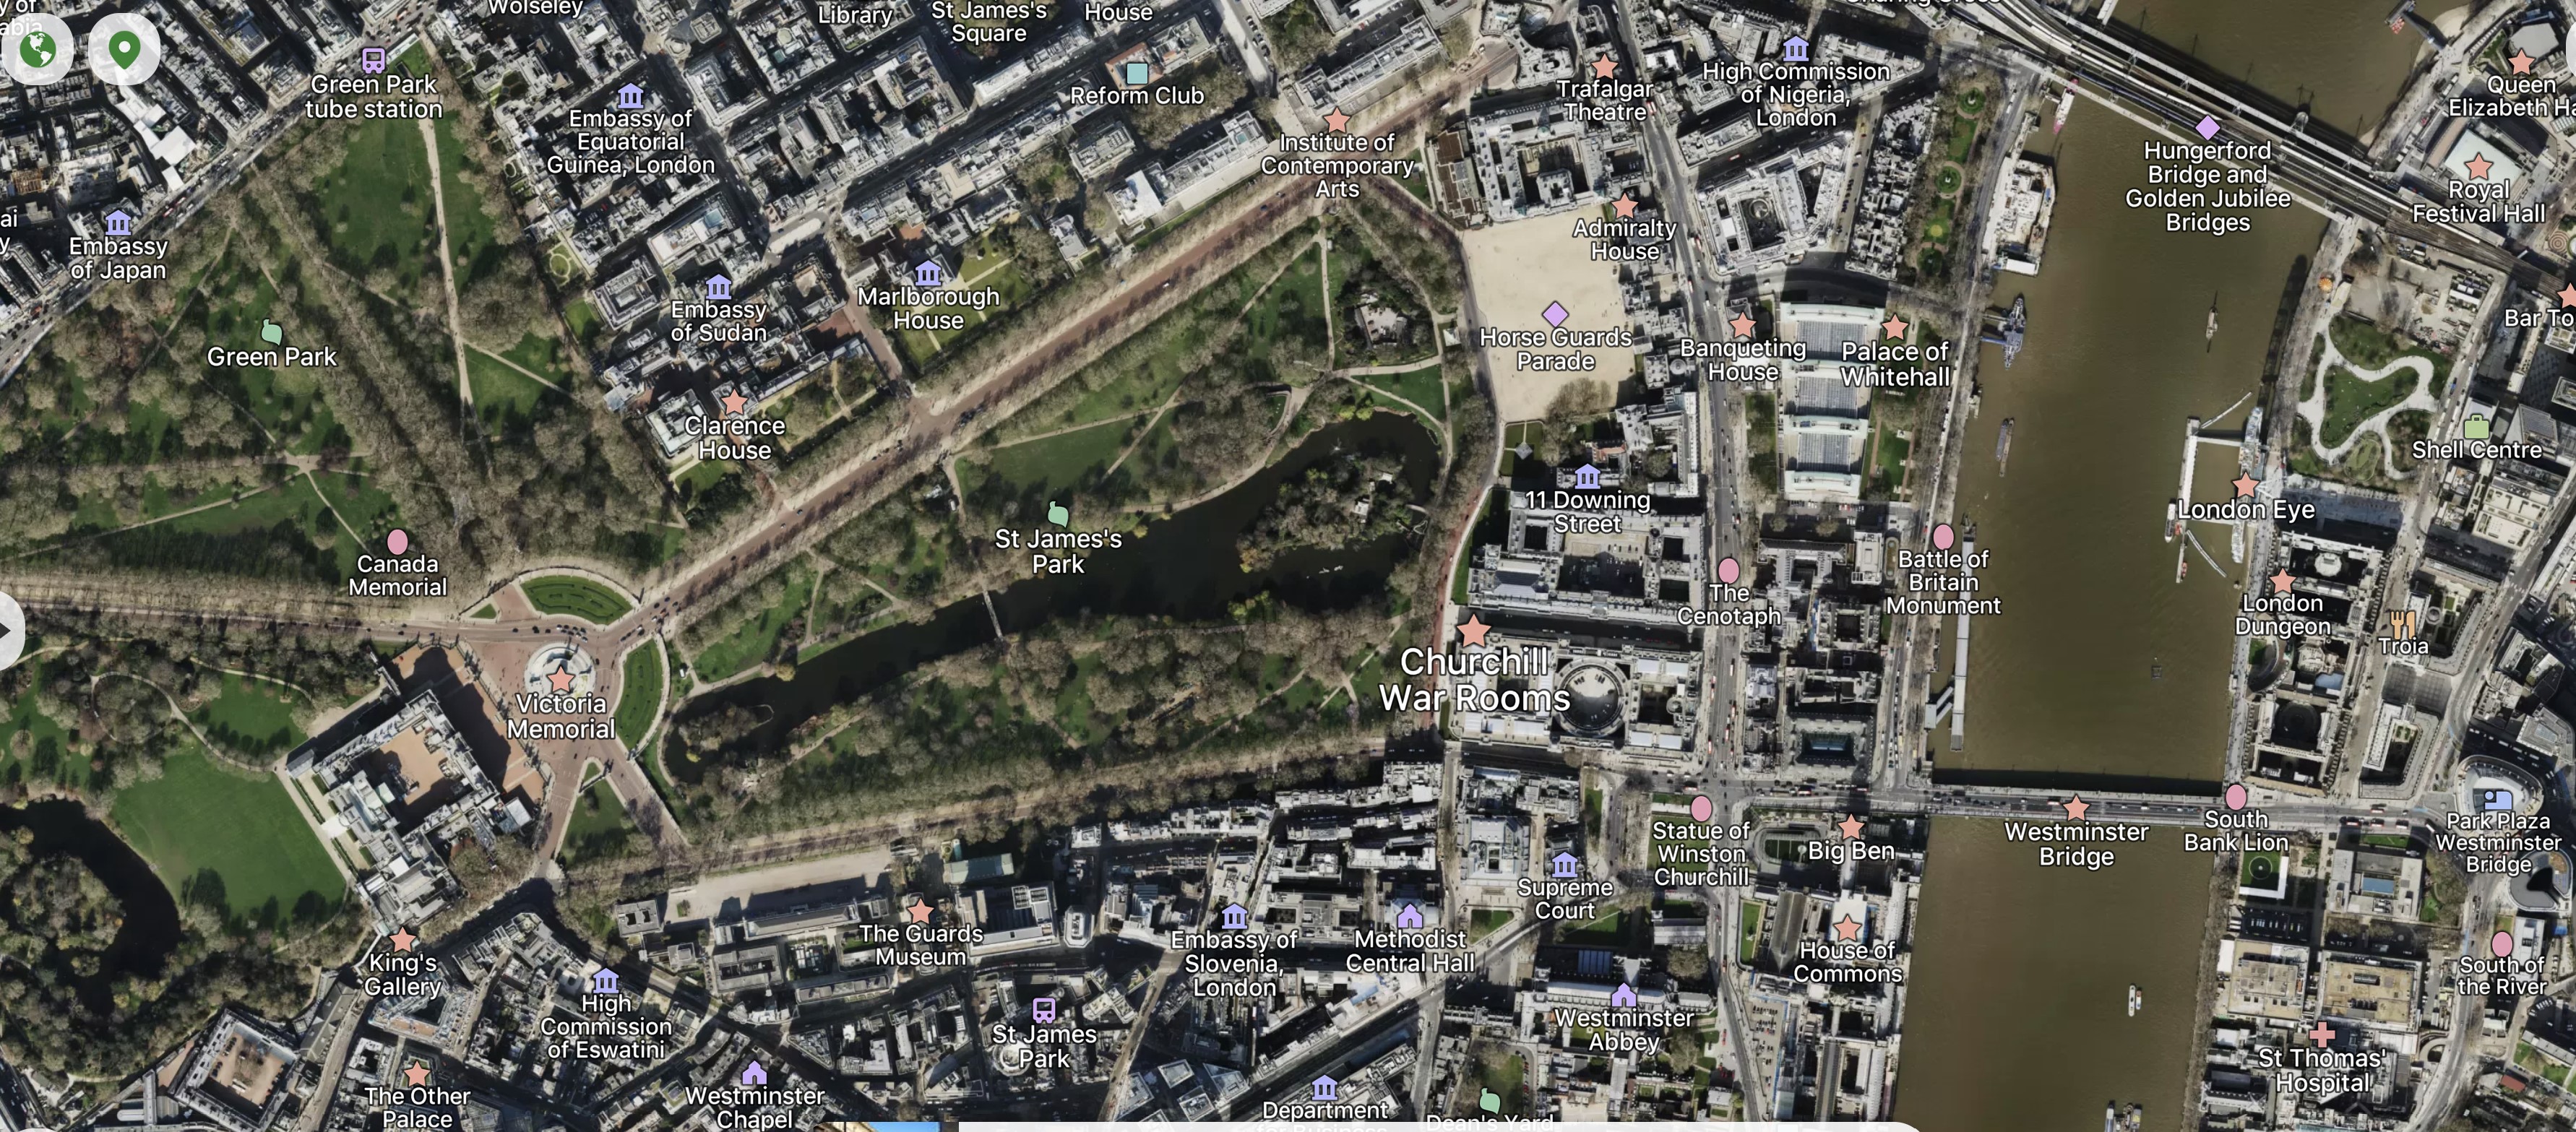 Wolseley
Library
St James's
Square
House
Green Park
tube station
Embassy of
Equatorial
Guinea, London
Reform Club
Institute of
Contemporary
Arts
Trafalgar
Theatre
High Commission
of Nigeria,
London
Hungerford
Bridge and
Golden Jubilee
Bridges
Queen
Elizabeth Ha
Royal
Festival Hall
Embassy
of Japan
Green Park
Embassy
of Sudan
Marlborough
House
Admiralty
House
Horse Guards
Parade
Banqueting
House
Palace of
Whitehall
Bar To
Clarence
House
Shell Centre
11 Downing
Street
London Eye
Canada
Memorial
St James's
Park
The
Cenotaph
Battle of
Britain
Monument
London
Dungeon
Troia
Churchill
War Rooms
Victoria
Memorial
Statue of
Winston
Churchill
Big Ben
Westminster
Bridge
South
Bank Lion
Park Plaza
Westminster
Bridge
Supreme
Court
The Guards
Museum
Embassy of
Slovenia,
London
Methodist
Central Hall
House of
Commons
South of
the River
King's
Gallery
High
Commission
of Eswatini
St James
Park
Westminster
Abbey
St Thomas'
Hospital
The Other
Palace
Westminster
Chapel
Department
Dean's Yard